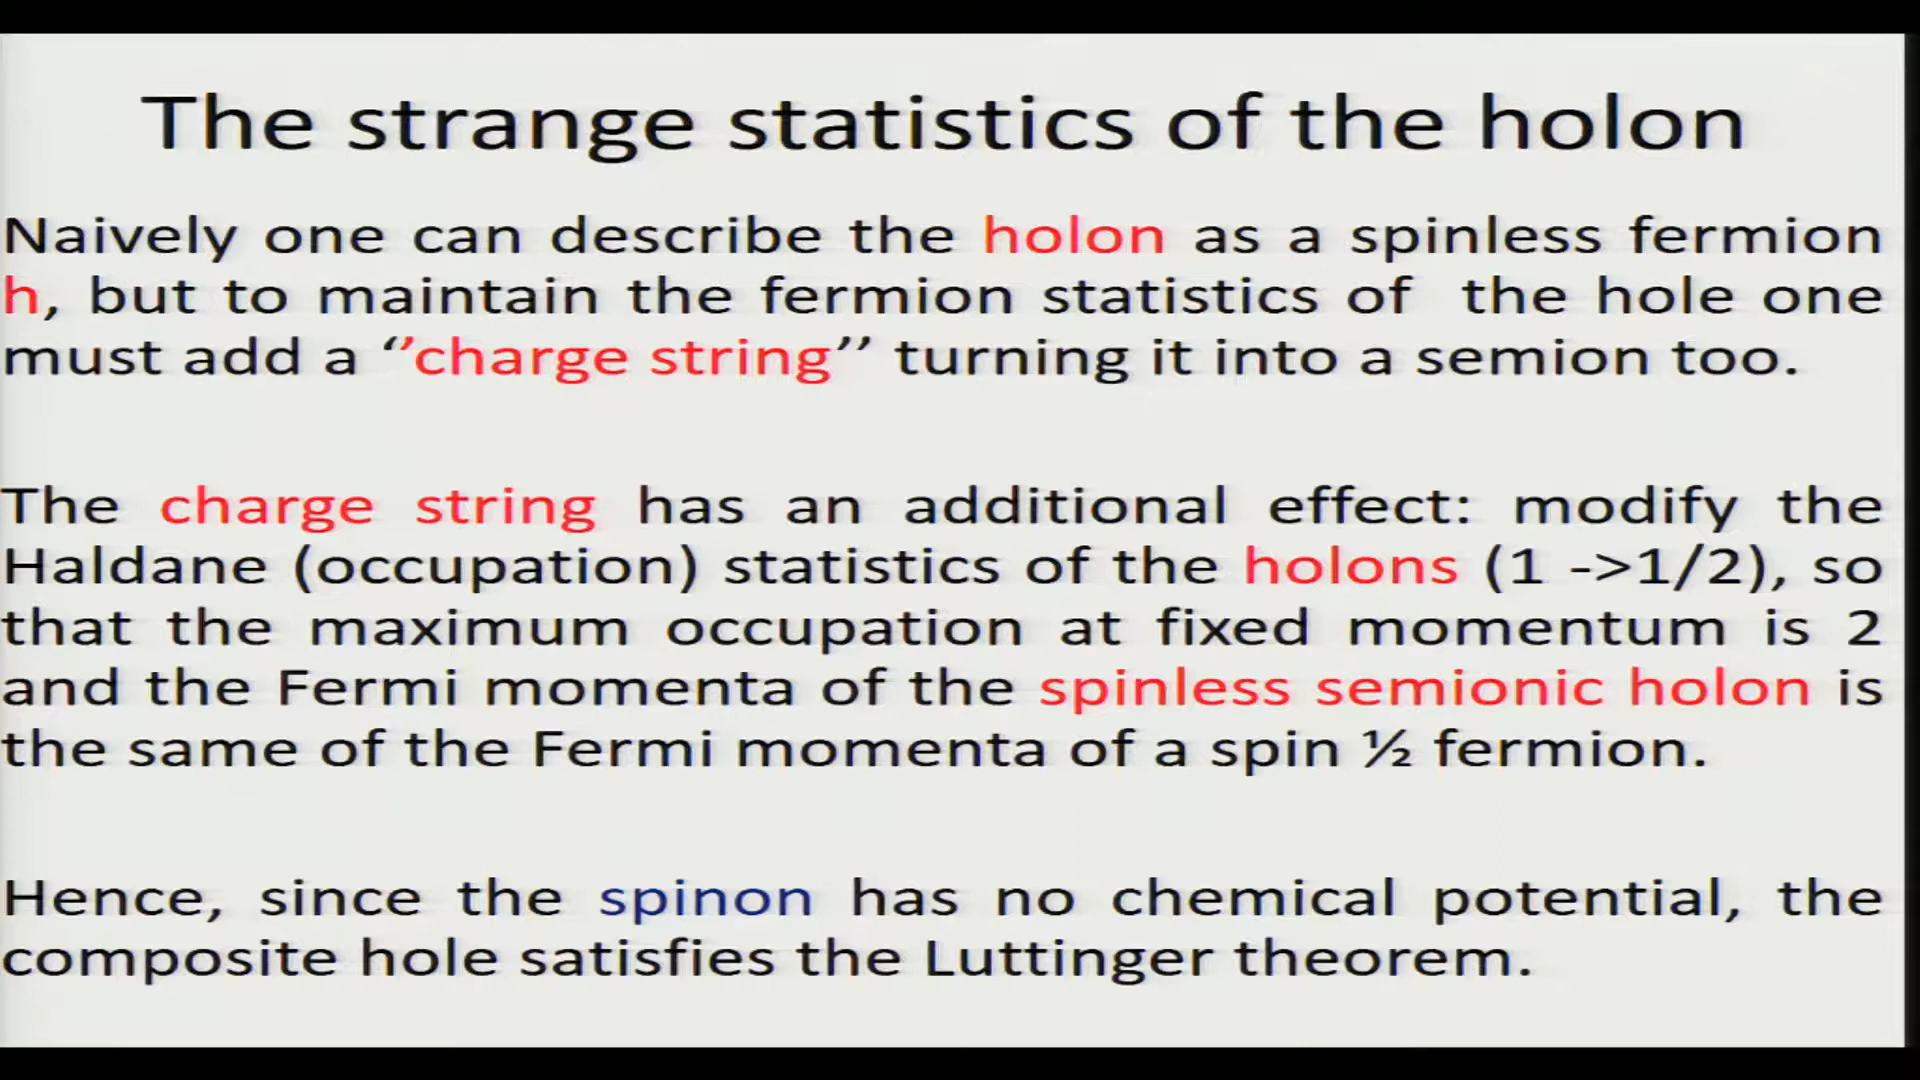 The strange statistics of the holon
Naively one can describe the holon as a spinless fermion
h, but to maintain the fermion statistics of the hole one
must add a ‘’charge string’’ turning it into a semion too.
The charge string has an additional effect: modify the
Haldane (occupation) statistics of the holons (1 ->1/2), so
that the maximum occupation at fixed momentum is 2
and the Fermi momenta of the spinless semionic holon is
the same of the Fermi momenta of a spin ½ fermion.
Hence, since the spinon has no chemical potential, the
composite hole satisfies the Luttinger theorem.